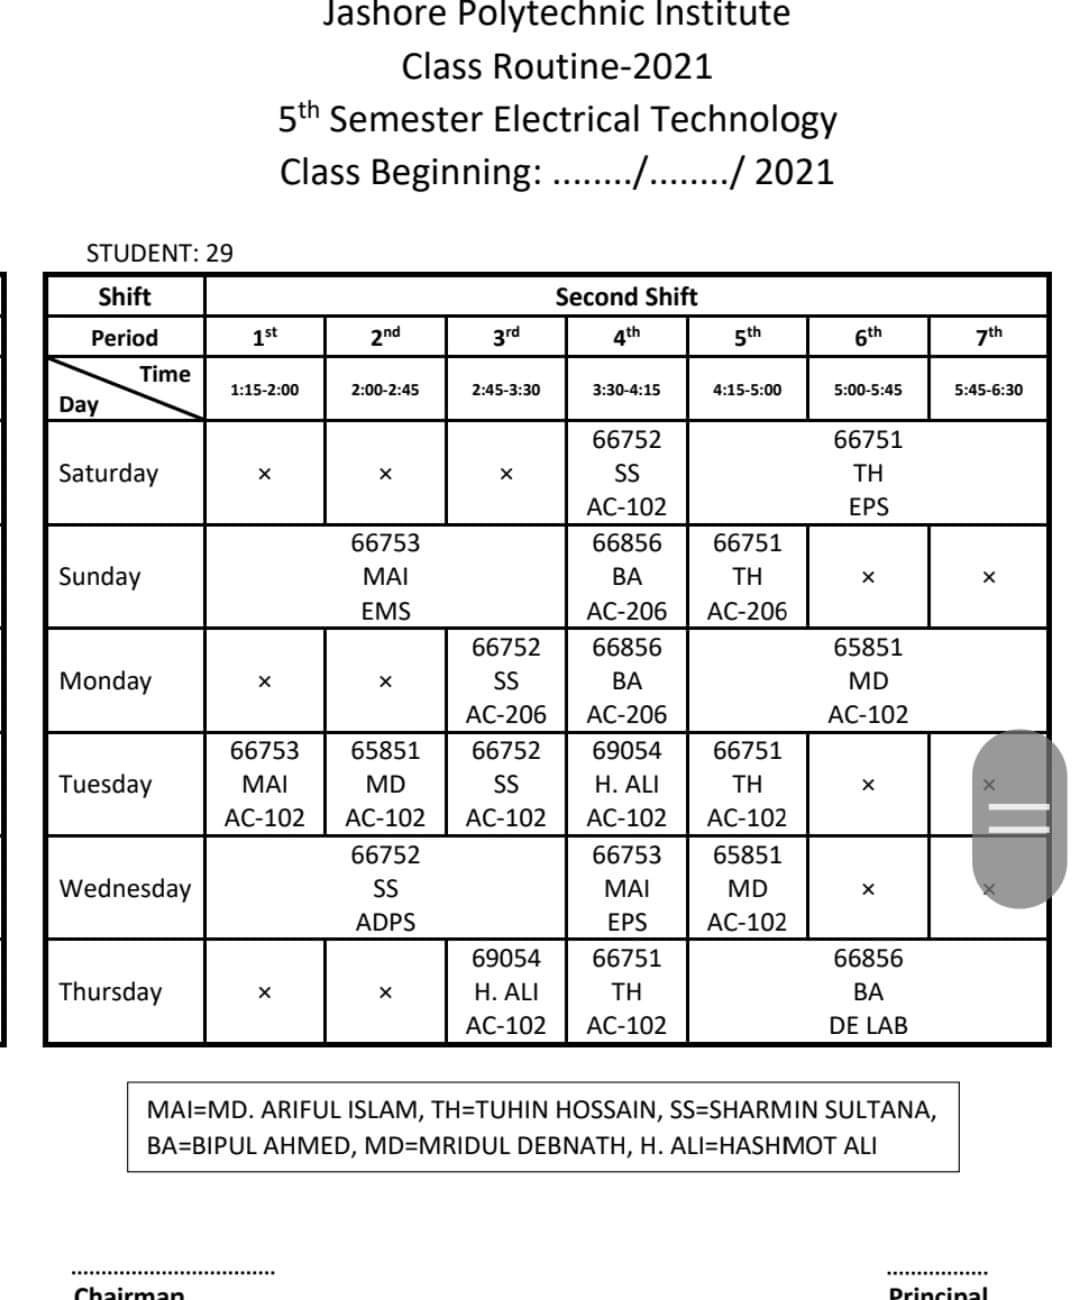 Jashore Polytechnic Institute
Class Routine-2021
5th Semester Electrical Technology
Class Beginning: ......../......../ 2021
STUDENT: 29
Shift Second Shift
Period 1st 2nd 3rd 4th 5th 6th 7th
Time
Day 1:15-2:00 2:00-2:45 2:45-3:30 3:30-4:15 4:15-5:00 5:00-5:45 5:45-6:30
66752 66751
Saturday × × × SS TH
AC-102 EPS
66753 66856 66751
Sunday MAI BA TH × ×
EMS AC-206 AC-206
66752 66856 65851
Monday × × SS BA MD
AC-206 AC-206 AC-102
66753 65851 66752 69054 66751
Tuesday MAI MD SS H. ALI TH × ×
AC-102 AC-102 AC-102 AC-102 AC-102
66752 66753 65851
Wednesday SS MAI MD × ×
ADPS EPS AC-102
69054 66751 66856
Thursday × × H. ALI TH BA
AC-102 AC-102 DE LAB
MAI=MD. ARIFUL ISLAM, TH=TUHIN HOSSAIN, SS=SHARMIN SULTANA,
BA=BIPUL AHMED, MD=MRIDUL DEBNATH, H. ALI=HASHMOT ALI
Chairman Principal